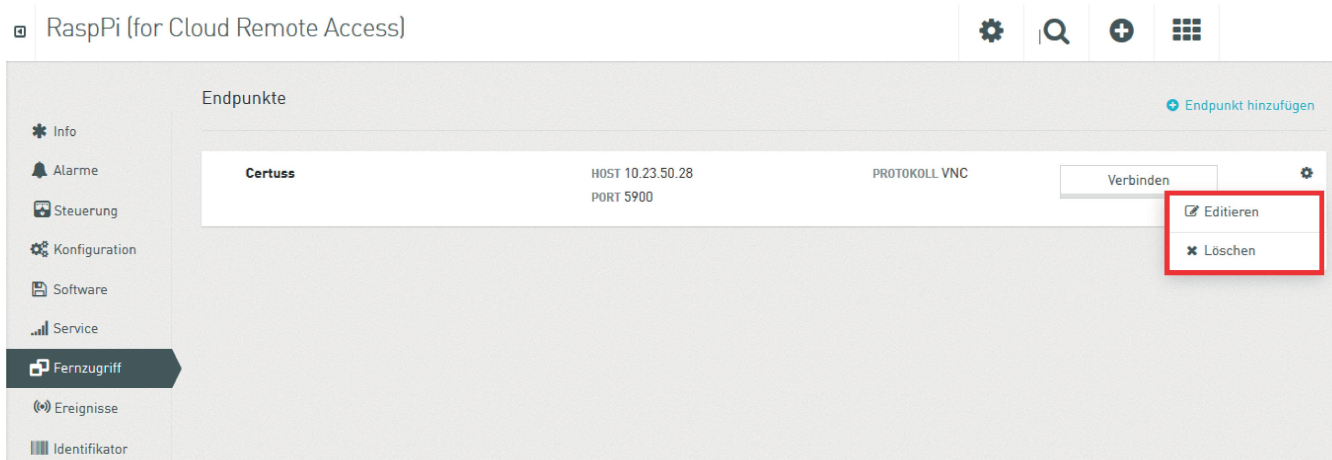 RaspPi (for Cloud Remote Access)
Endpunkte
Endpunkt hinzufügen
Info
Alarme
Steuerung
Konfiguration
Software
Service
Fernzugriff
Ereignisse
Identifikator
Certuss
HOST 10.23.50.28
PORT 5900
PROTOKOLL VNC
Verbinden
Editieren
Löschen